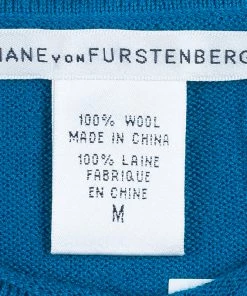 IANE VON FURSTENBERG
100% WOOL
MADE IN CHINA
100% LAINE
FABRIQUE
EN CHINE
M